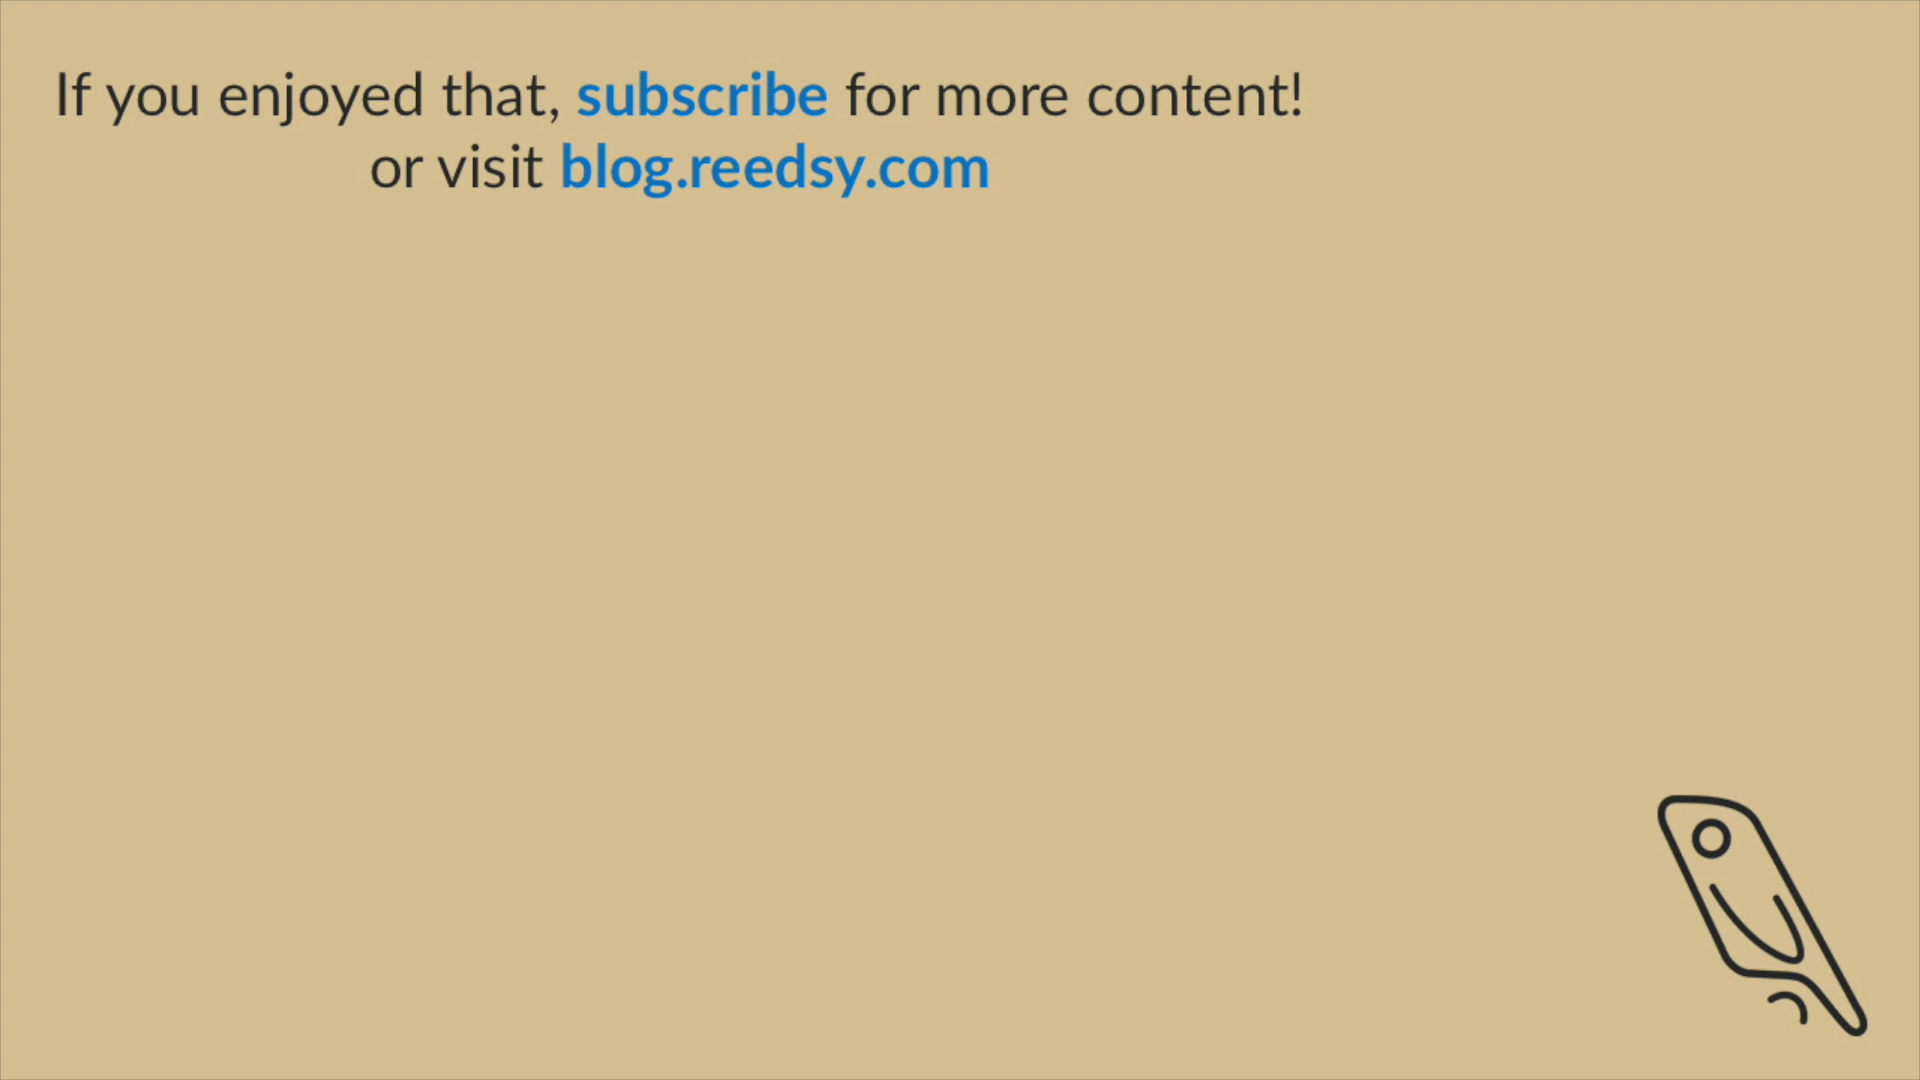 If you enjoyed that, subscribe for more content!
or visit blog.reedsy.com